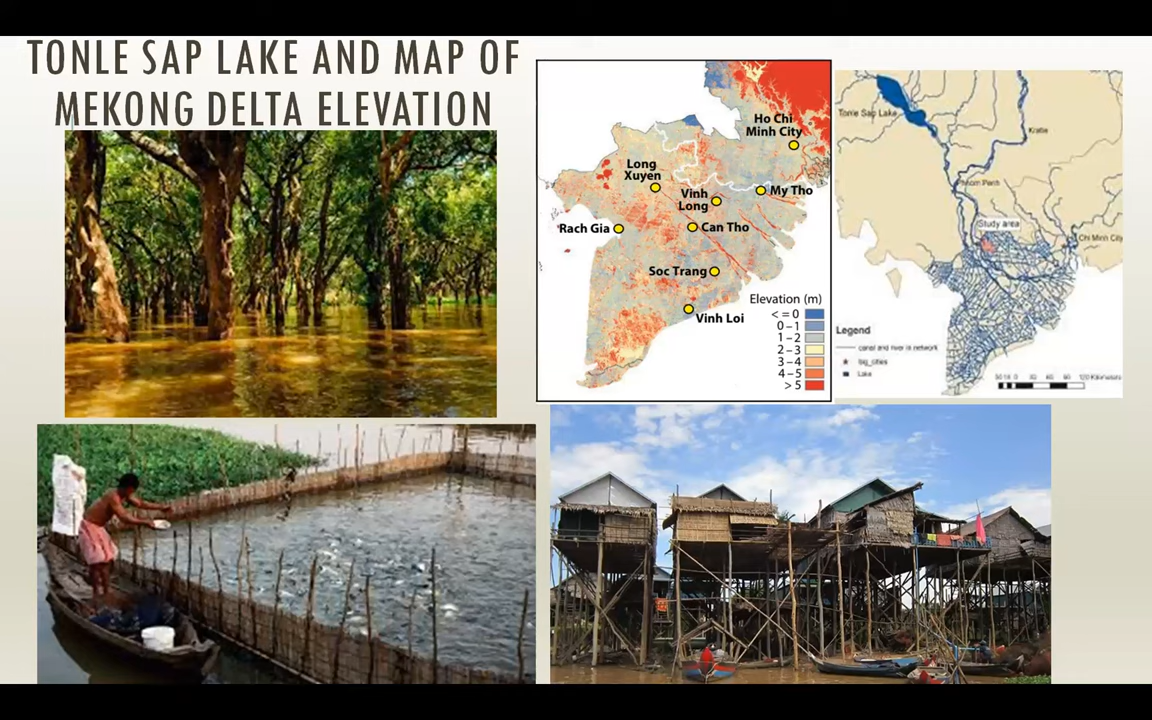 TONLE SAP LAKE AND MAP OF
MEKONG DELTA ELEVATION
Ho Chi
Minh City
Long
Xuyen
Vinh
Long
My Tho
Rach Gia
Can Tho
Soc Trang
Vinh Loi
Elevation (m)
< = 0
0 – 1
1 – 2
2 – 3
3 – 4
4 – 5
> 5
Tonle Sap Lake
Kratie
Phnom Penh
Study area
Chi Minh City
Legend
canal and river in network
big_cities
Lake
120 Kilometers